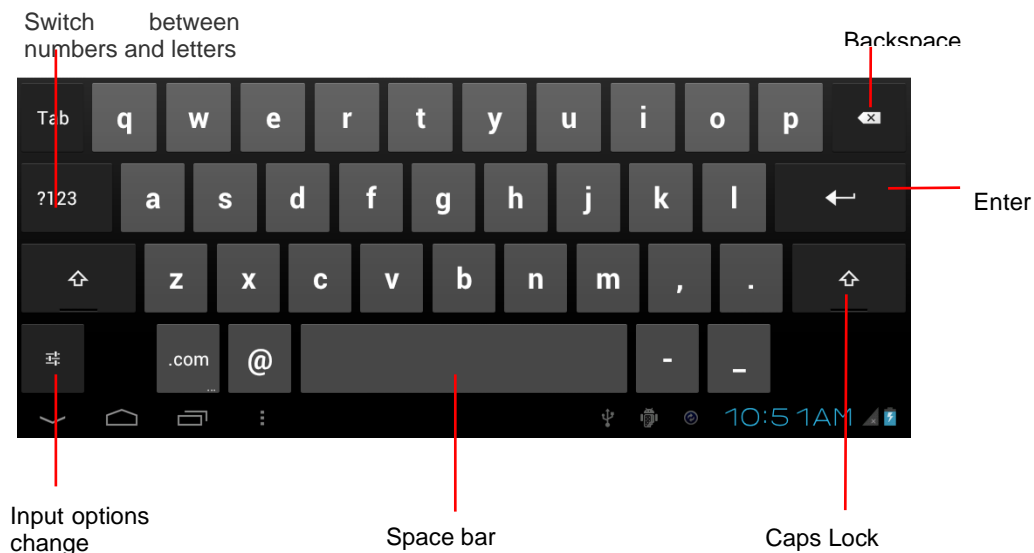 Switch between
numbers and letters
Backspace
Tab q w e r t y u i o p
?123 a s d f g h j k l
Enter
z x c v b n m , .
.com @ - _
...
10:51AM
Input options
change
Space bar
Caps Lock